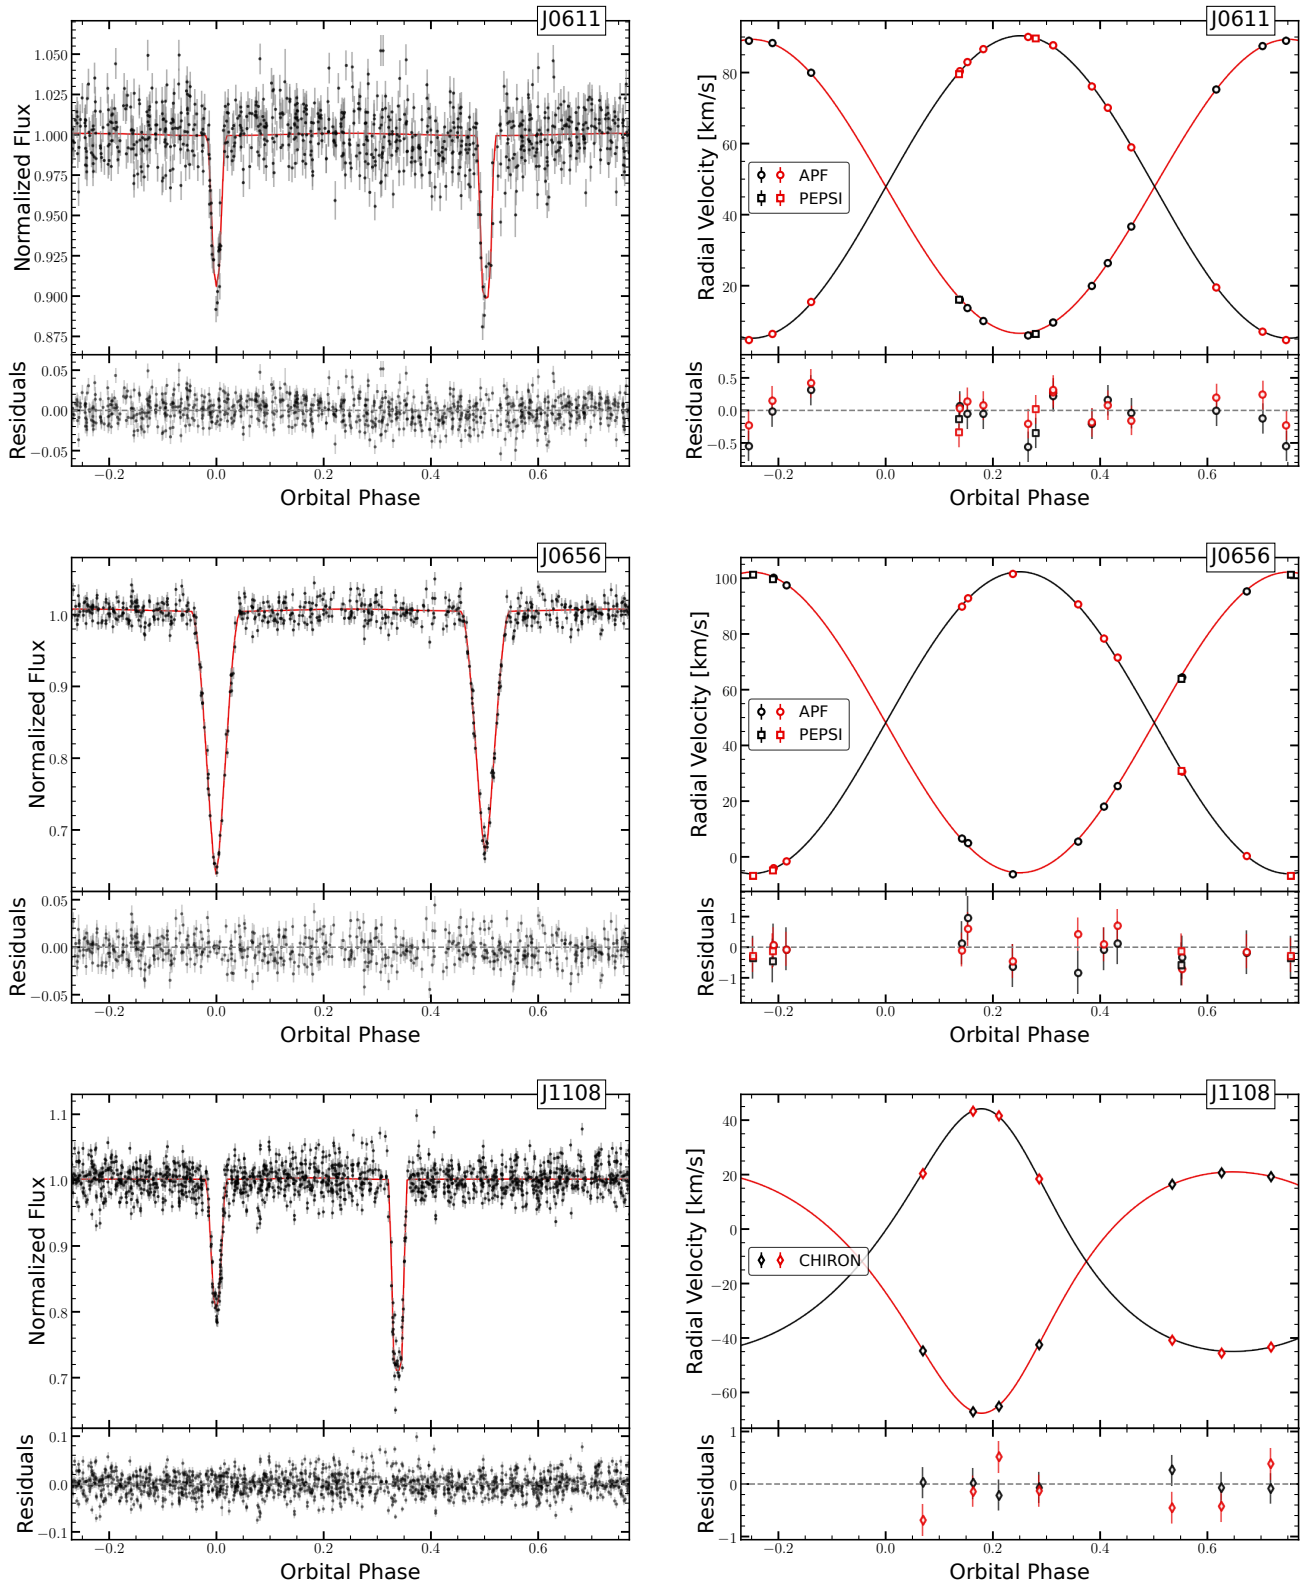 J0611
Normalized Flux
1.050
1.025
1.000
0.975
0.950
0.925
0.900
0.875
Residuals
0.05
0.00
−0.05
−0.2
0.0
0.2
0.4
0.6
Orbital Phase
J0611
Radial Velocity [km/s]
80
60
40
20
APF
PEPSI
Residuals
0.5
0.0
−0.5
−0.2
0.0
0.2
0.4
0.6
Orbital Phase
J0656
Normalized Flux
1.0
0.9
0.8
0.7
Residuals
0.05
0.00
−0.05
−0.2
0.0
0.2
0.4
0.6
Orbital Phase
J0656
Radial Velocity [km/s]
100
80
60
40
20
0
APF
PEPSI
Residuals
1
0
−1
−0.2
0.0
0.2
0.4
0.6
Orbital Phase
J1108
Normalized Flux
1.1
1.0
0.9
0.8
0.7
Residuals
0.1
0.0
−0.1
−0.2
0.0
0.2
0.4
0.6
Orbital Phase
J1108
Radial Velocity [km/s]
40
20
0
−20
−40
−60
CHIRON
Residuals
1
0
−1
−0.2
0.0
0.2
0.4
0.6
Orbital Phase